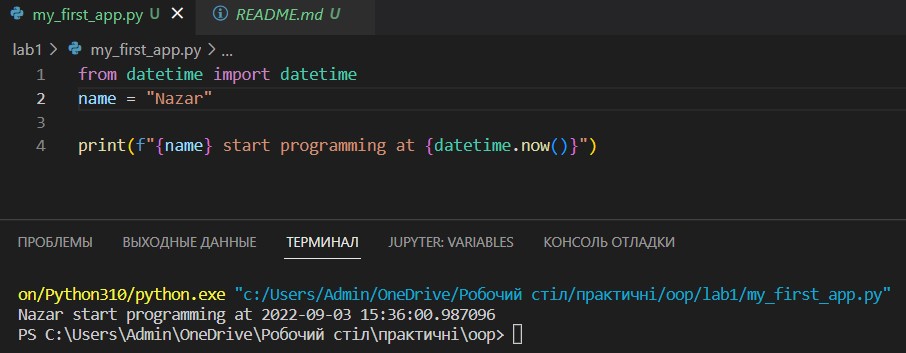 my_first_app.py U X README.md U
lab1 > my_first_app.py > ...
1 from datetime import datetime
2 name = "Nazar"
3
4 print(f"{name} start programming at {datetime.now()}")
ПРОБЛЕМЫ ВЫХОДНЫЕ ДАННЫЕ ТЕРМИНАЛ JUPYTER: VARIABLES КОНСОЛЬ ОТЛАДКИ
on/Python310/python.exe "c:/Users/Admin/OneDrive/Робочий стіл/практичні/oop/lab1/my_first_app.py"
Nazar start programming at 2022-09-03 15:36:00.987096
PS C:\Users\Admin\OneDrive\Робочий стіл\практичні\oop>